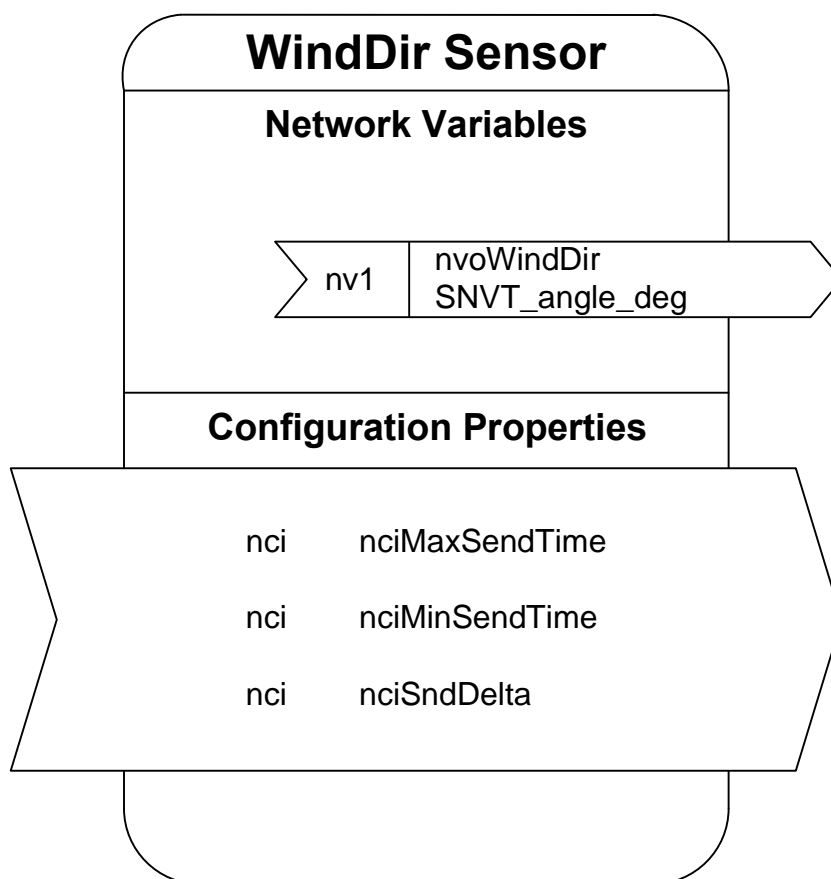 WindDir Sensor
Network Variables
nv1
nvoWindDir
SNVT_angle_deg
Configuration Properties
nci nciMaxSendTime
nci nciMinSendTime
nci nciSndDelta